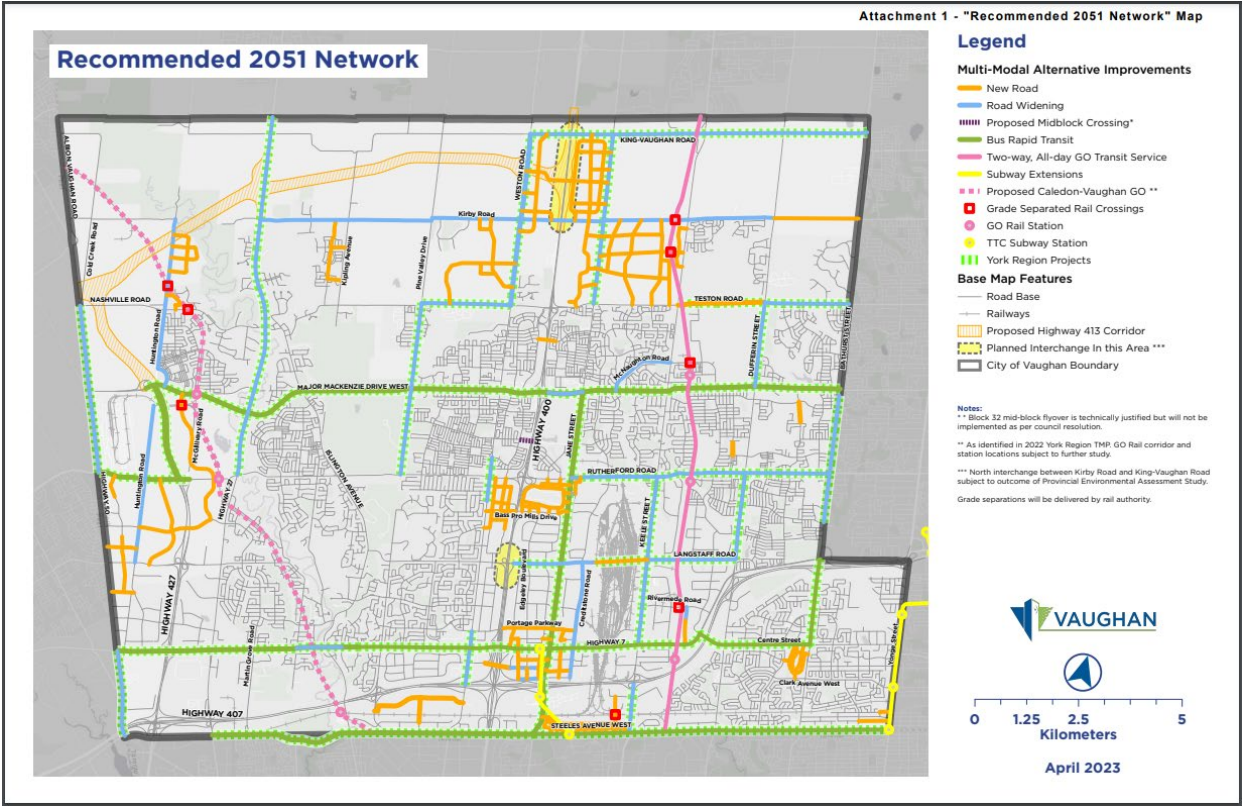 Attachment 1 - "Recommended 2051 Network" Map
Recommended 2051 Network
Legend
Multi-Modal Alternative Improvements
New Road
Road Widening
Proposed Midblock Crossing*
Bus Rapid Transit
Two-way, All-day GO Transit Service
Subway Extensions
Proposed Caledon-Vaughan GO **
Grade Separated Rail Crossings
GO Rail Station
TTC Subway Station
York Region Projects
Base Map Features
Road Base
Railways
Proposed Highway 413 Corridor
Planned Interchange In this Area ***
City of Vaughan Boundary
Notes:
* * Block 32 mid-block flyover is technically justified but will not be
implemented as per council resolution.
** As identified in 2022 York Region TMP. GO Rail corridor and
station locations subject to further study.
*** North interchange between Kirby Road and King-Vaughan Road
subject to outcome of Provincial Environmental Assessment Study.
Grade separations will be delivered by rail authority.
VAUGHAN
0 1.25 2.5 5
Kilometers
April 2023
ALBION VAUGHAN ROAD
KING-VAUGHAN ROAD
WESTON ROAD
Kirby Road
Cold Creek Road
Kipling Avenue
Pine Valley Drive
NASHVILLE ROAD
TESTON ROAD
Huntington Road
DUFFERIN STREET
BATHURST STREET
McNaughton Road
MAJOR MACKENZIE DRIVE WEST
HIGHWAY 400
JANE STREET
McGillivary Road
Huntington Road
HIGHWAY 50
HIGHWAY 27
ISLINGTON AVENUE
RUTHERFORD ROAD
Bass Pro Mills Drive
KEELE STREET
LANGSTAFF ROAD
Edgeley Boulevard
Creditstone Road
Rivermede Road
HIGHWAY 427
Portage Parkway
HIGHWAY 7
Centre Street
Martin Grove Road
Clark Avenue West
Yonge Street
HIGHWAY 407
STEELES AVENUE WEST